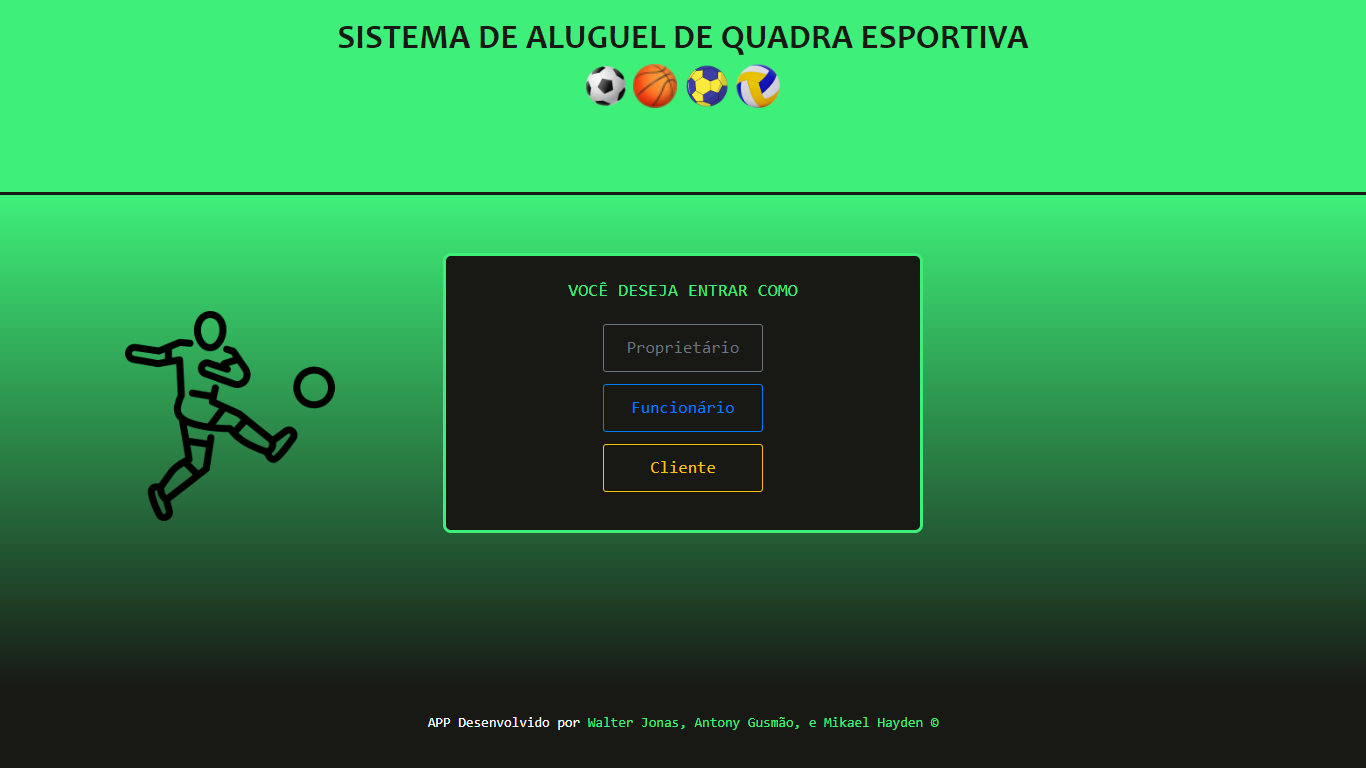 SISTEMA DE ALUGUEL DE QUADRA ESPORTIVA
VOCÊ DESEJA ENTRAR COMO
Proprietário
Funcionário
Cliente
APP Desenvolvido por Walter Jonas, Antony Gusmão, e Mikael Hayden ©